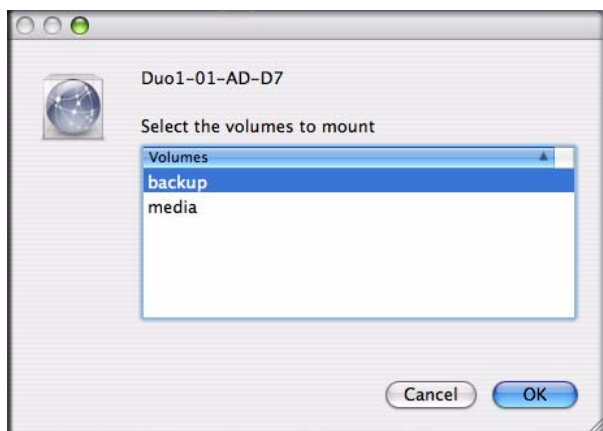 Duo1-01-AD-D7
Select the volumes to mount
Volumes
backup
media
Cancel
OK